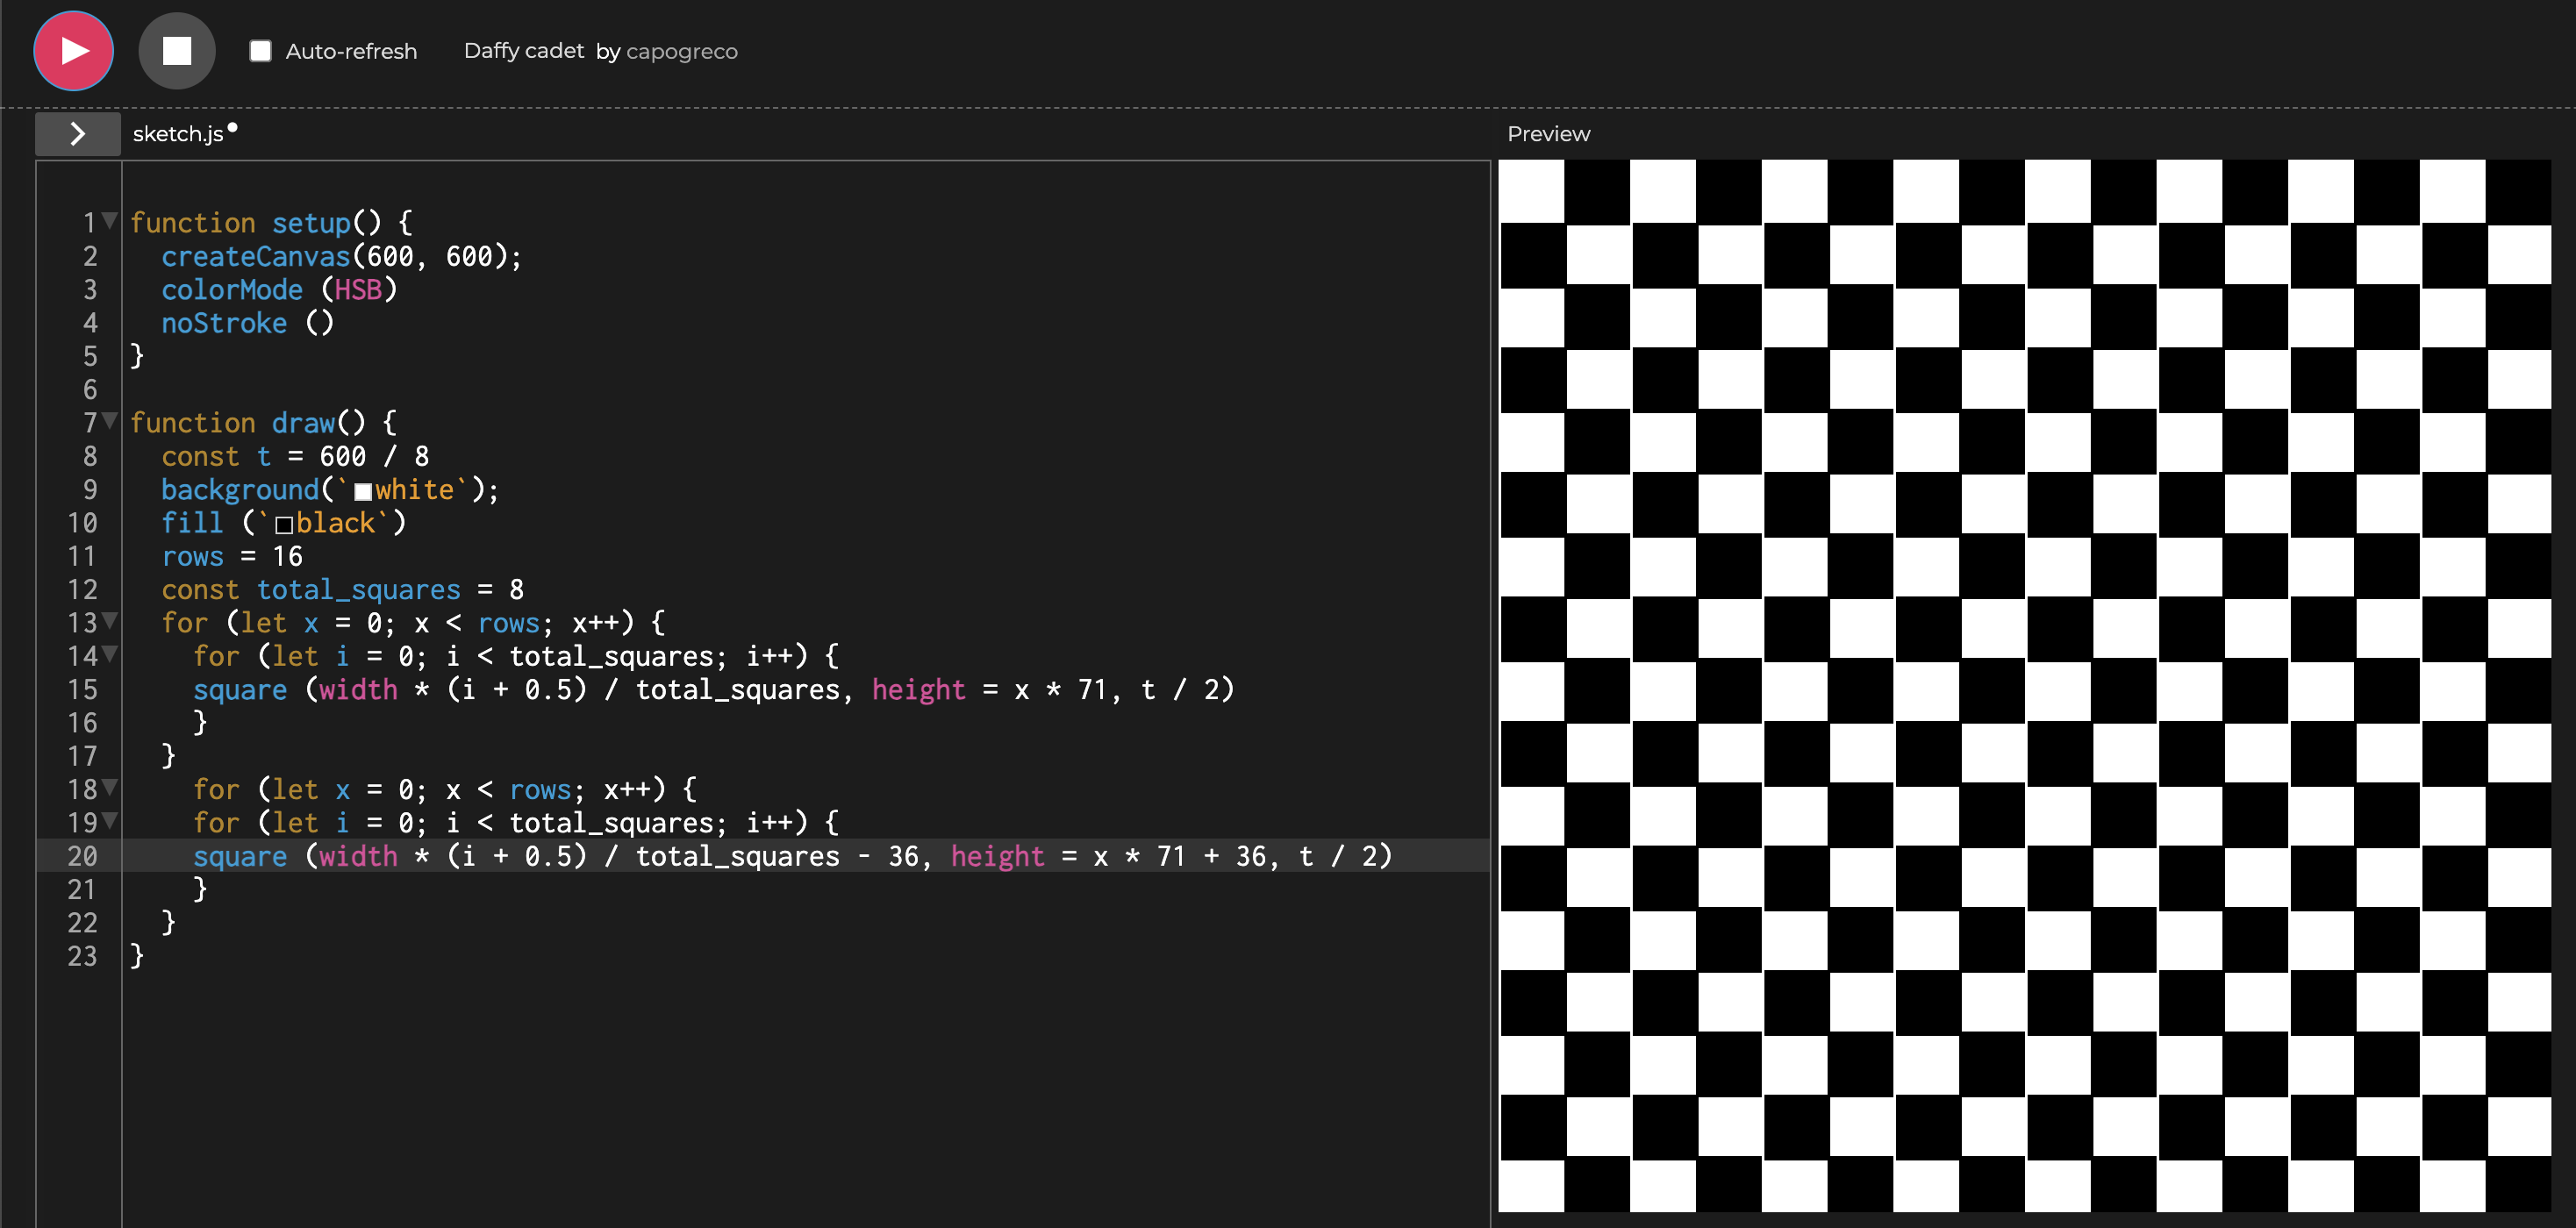 Auto-refresh Daffy cadet by capogreco
sketch.js
Preview
1 function setup() {
2 createCanvas(600, 600);
3 colorMode (HSB)
4 noStroke ()
5 }
6
7 function draw() {
8 const t = 600 / 8
9 background(`white`);
10 fill (`black`)
11 rows = 16
12 const total_squares = 8
13 for (let x = 0; x < rows; x++) {
14 for (let i = 0; i < total_squares; i++) {
15 square (width * (i + 0.5) / total_squares, height = x * 71, t / 2)
16 }
17 }
18 for (let x = 0; x < rows; x++) {
19 for (let i = 0; i < total_squares; i++) {
20 square (width * (i + 0.5) / total_squares - 36, height = x * 71 + 36, t / 2)
21 }
22 }
23 }